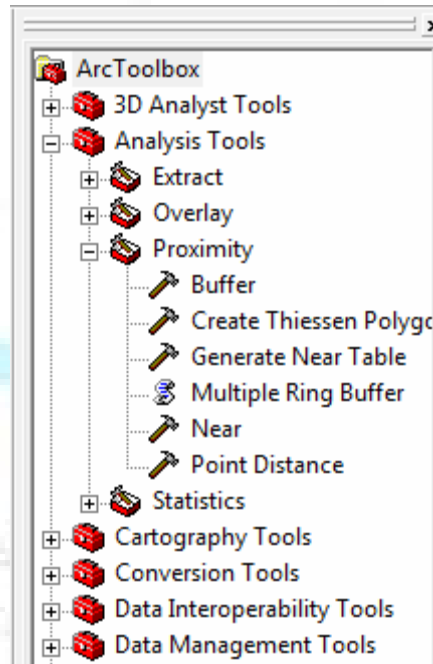 ArcToolbox
3D Analyst Tools
Analysis Tools
Extract
Overlay
Proximity
Buffer
Create Thiessen Polygo
Generate Near Table
Multiple Ring Buffer
Near
Point Distance
Statistics
Cartography Tools
Conversion Tools
Data Interoperability Tools
Data Management Tools